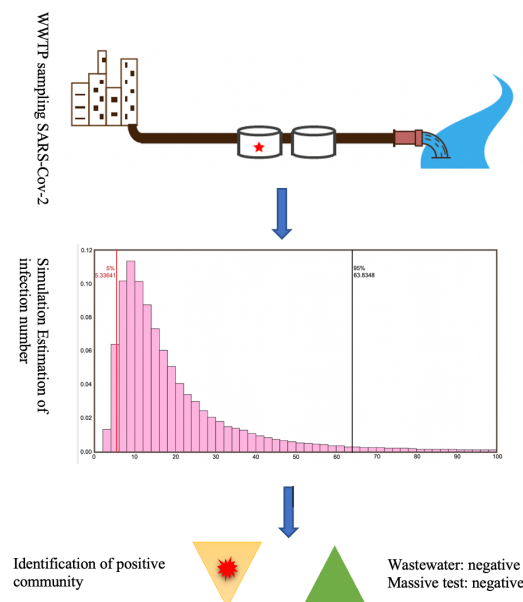 WWTP sampling SARS-Cov-2
Simulation Estimation of
infection number
0.12
0.10
0.08
0.06
0.04
0.02
0.00
5%
5.33641
95%
63.8348
0 10 20 30 40 50 60 70 80 90 100
Identification of positive
community
Wastewater: negative
Massive test: negative